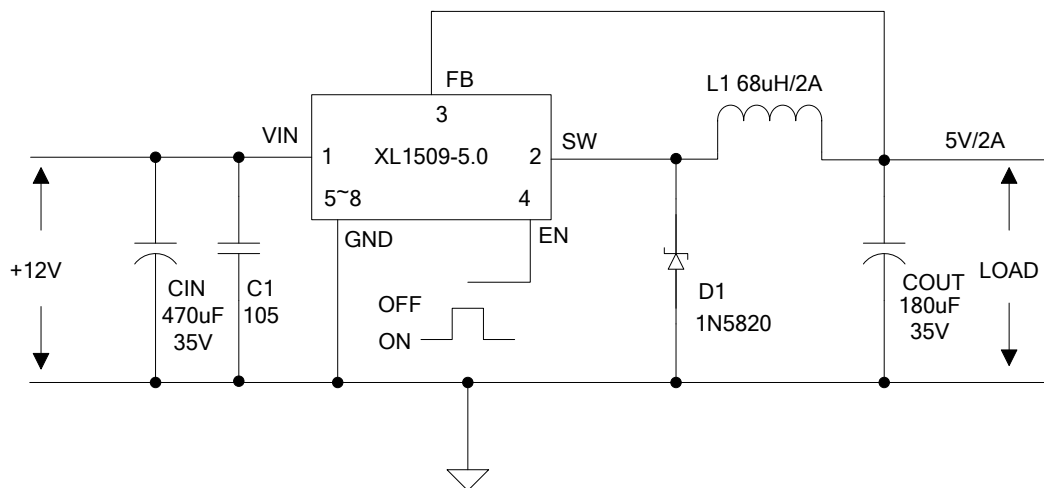 FB
L1 68uH/2A
3
VIN
SW
5V/2A
1
XL1509-5.0
2
5~8
4
GND
EN
+12V
CIN
470uF
35V
C1
105
OFF
ON
D1
1N5820
COUT
180uF
35V
LOAD